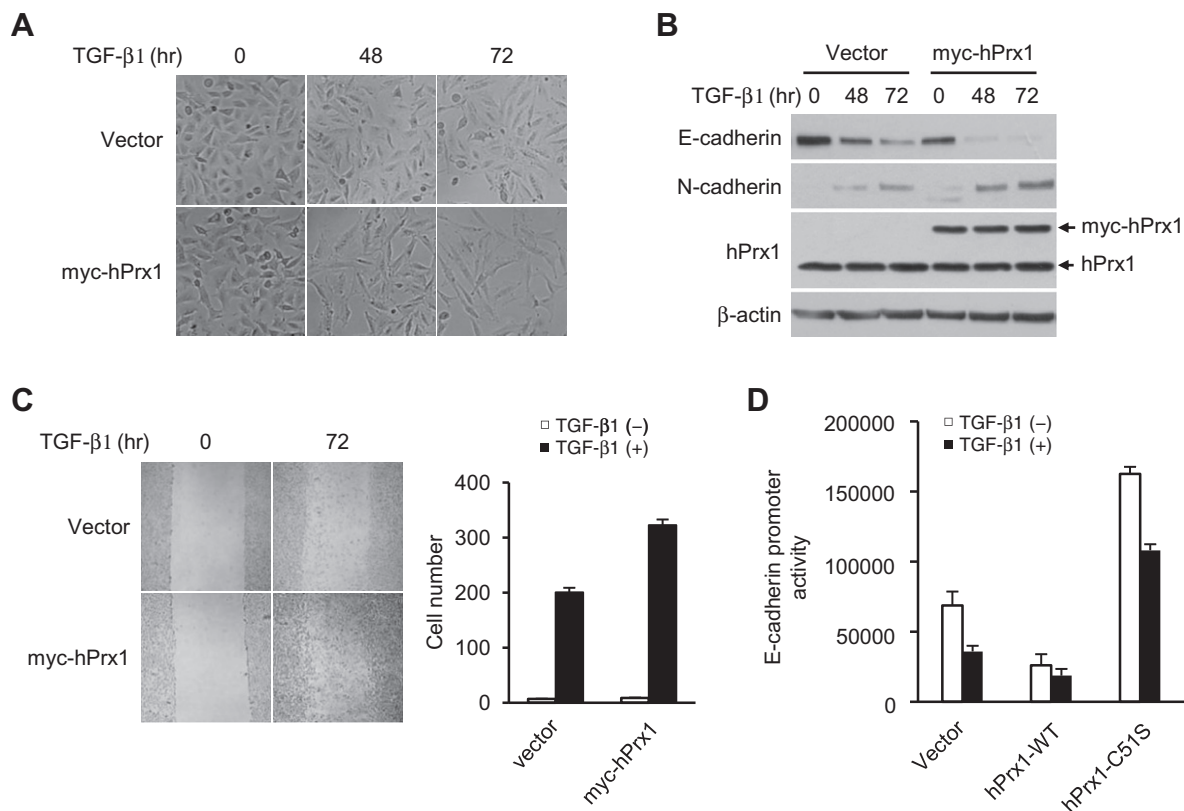 A
TGF-β1 (hr) 0 48 72
Vector
myc-hPrx1
B
Vector myc-hPrx1
TGF-β1 (hr) 0 48 72 0 48 72
E-cadherin
N-cadherin
hPrx1
myc-hPrx1
hPrx1
β-actin
C
TGF-β1 (hr) 0 72
Vector
myc-hPrx1
TGF-β1 (–)
TGF-β1 (+)
Cell number
400
300
200
100
0
vector
myc-hPrx1
D
TGF-β1 (–)
TGF-β1 (+)
E-cadherin promoter
activity
200000
150000
100000
50000
0
Vector
hPrx1-WT
hPrx1-C51S